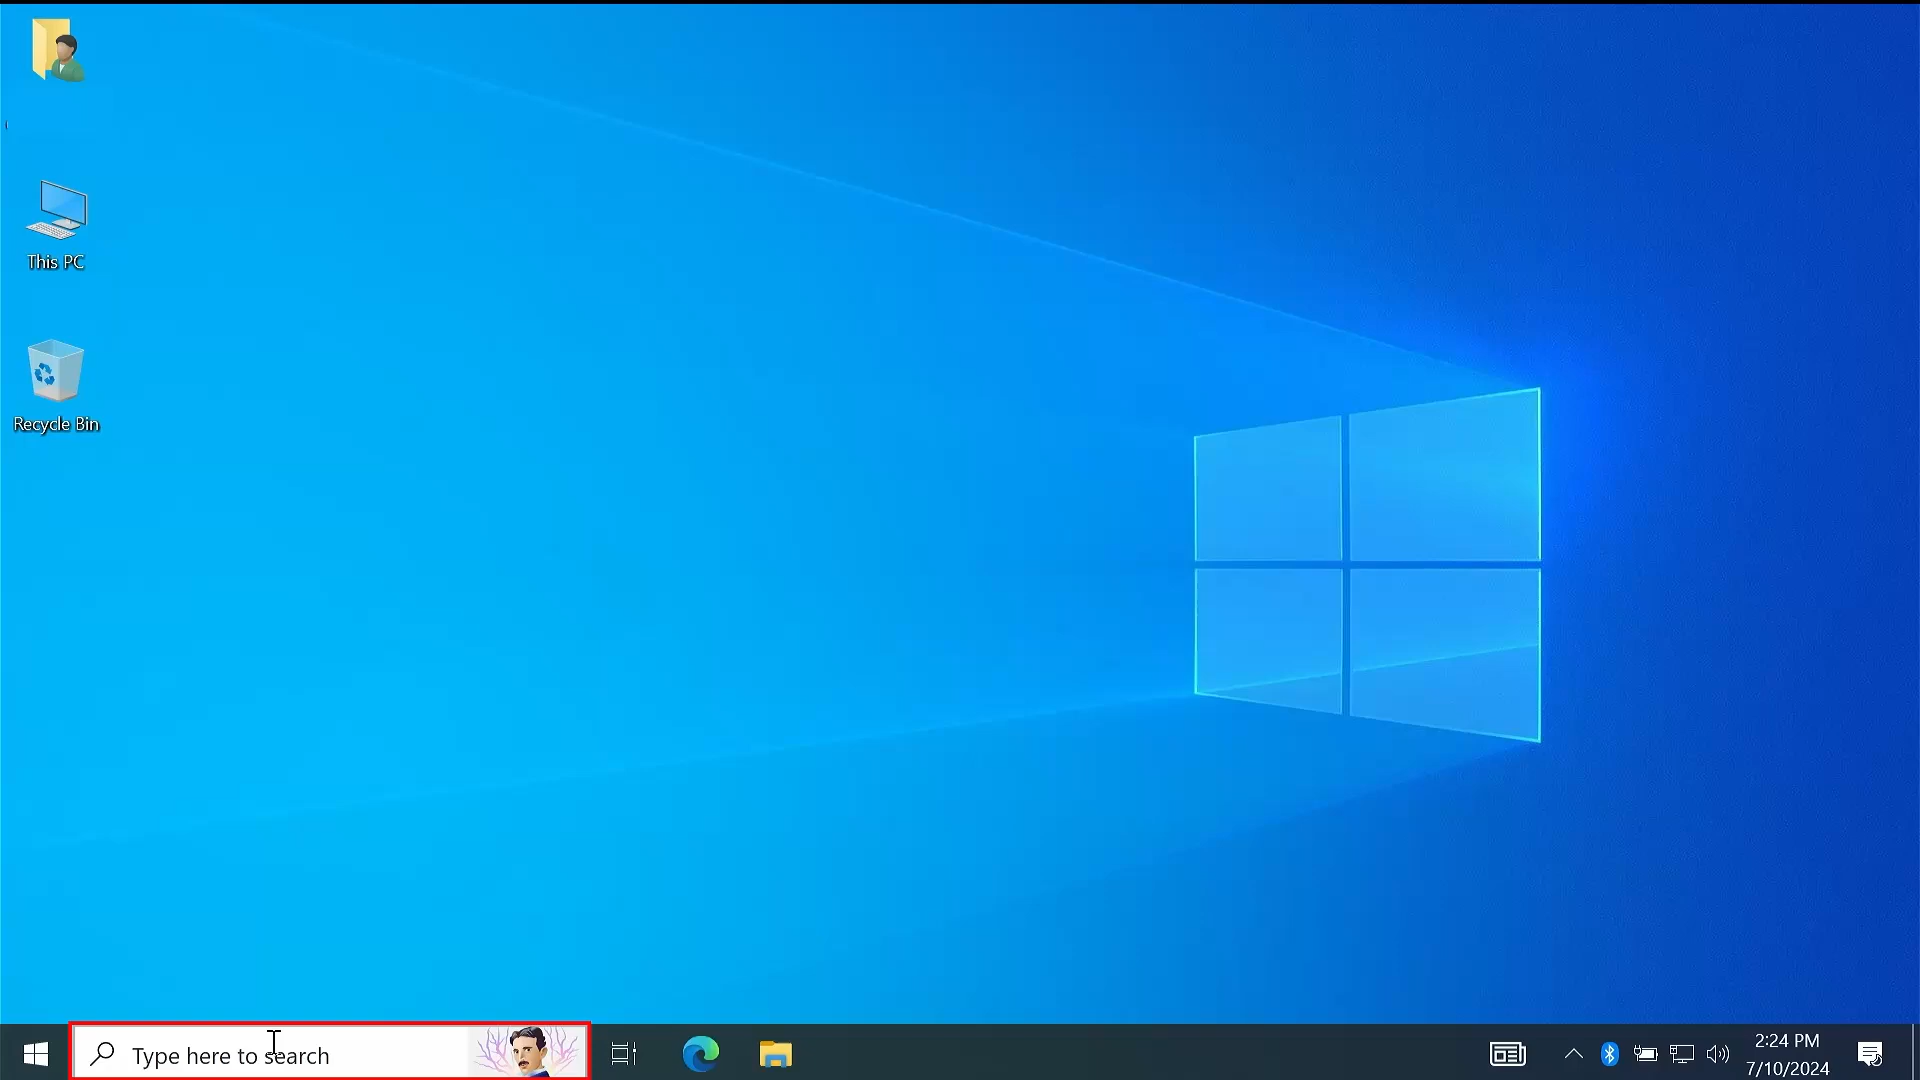 This PC
Recycle Bin
Type here to search
2:24 PM
7/10/2024